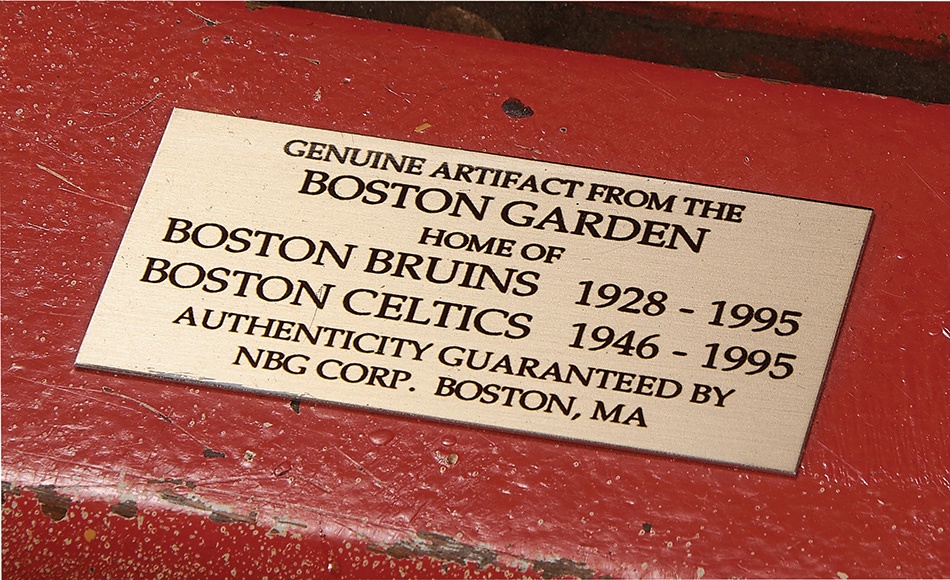 GENUINE ARTIFACT FROM THE
BOSTON GARDEN
HOME OF
BOSTON BRUINS 1928 - 1995
BOSTON CELTICS 1946 - 1995
AUTHENTICITY GUARANTEED BY
NBG CORP. BOSTON, MA